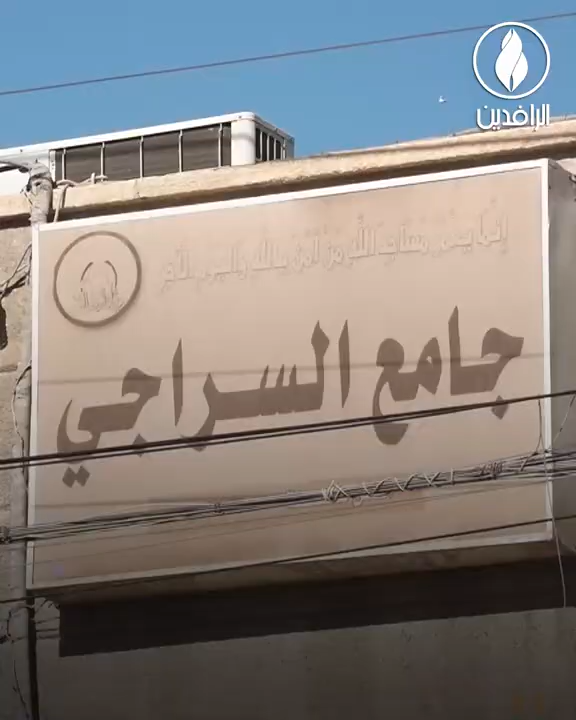 الرافدين
إنما يعمر مساجد الله من آمن بالله واليوم الآخر
جامع السراجي